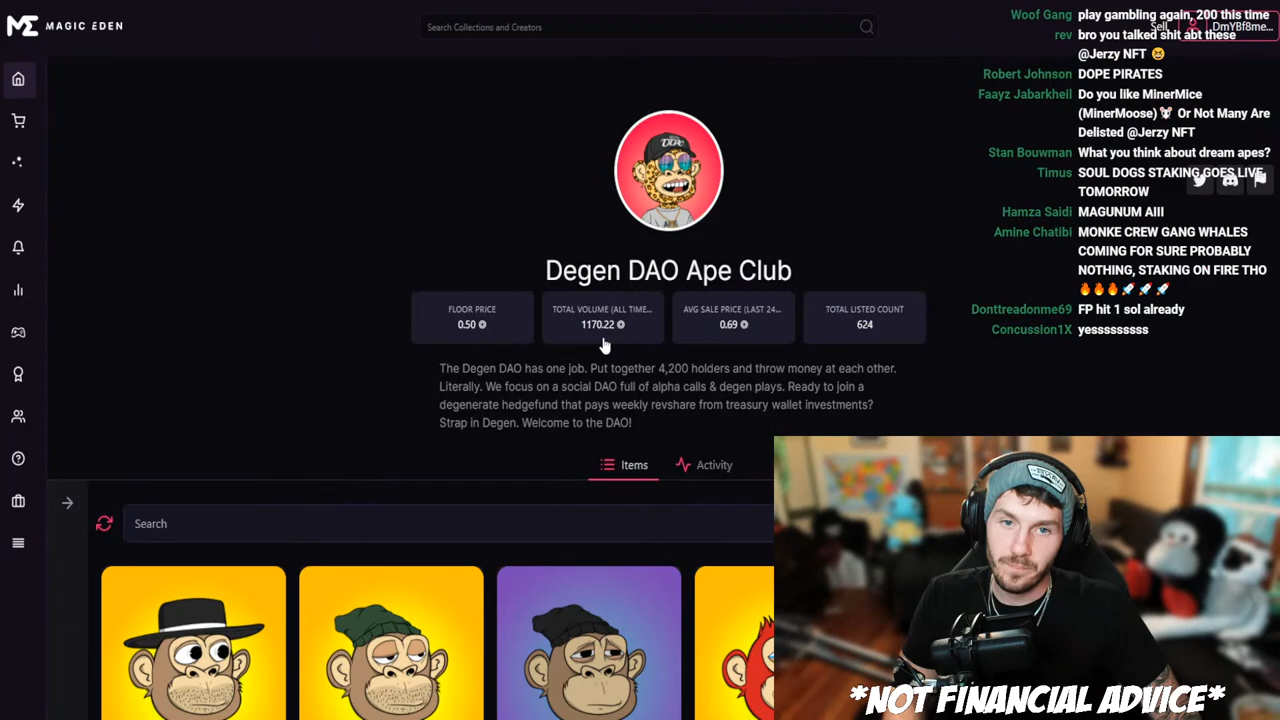 MAGIC EDEN
Search Collections and Creators
Sell
DmYBf8me...
Degen DAO Ape Club
FLOOR PRICE
0.50
TOTAL VOLUME (ALL TIME...
1170.22
AVG SALE PRICE (LAST 24...
0.69
TOTAL LISTED COUNT
624
The Degen DAO has one job. Put together 4,200 holders and throw money at each other.
Literally. We focus on a social DAO full of alpha calls & degen plays. Ready to join a
degenerate hedgefund that pays weekly revshare from treasury wallet investments?
Strap in Degen. Welcome to the DAO!
Items
Activity
Search
Woof Gang play gambling again, 200 this time
rev bro you talked shit abt these
@Jerzy NFT 😆
Robert Johnson DOPE PIRATES
Faayz Jabarkheil Do you like MinerMice
(MinerMoose)🐭 Or Not Many Are
Delisted @Jerzy NFT
Stan Bouwman What you think about dream apes?
Timus SOUL DOGS STAKING GOES LIVE
TOMORROW
Hamza Saidi MAGUNUM AIII
Amine Chatibi MONKE CREW GANG WHALES
COMING FOR SURE PROBABLY
NOTHING, STAKING ON FIRE THO
🔥🔥🔥🚀🚀🚀
Donttreadonme69 FP hit 1 sol already
Concussion1X yesssssssss
*NOT FINANCIAL ADVICE*